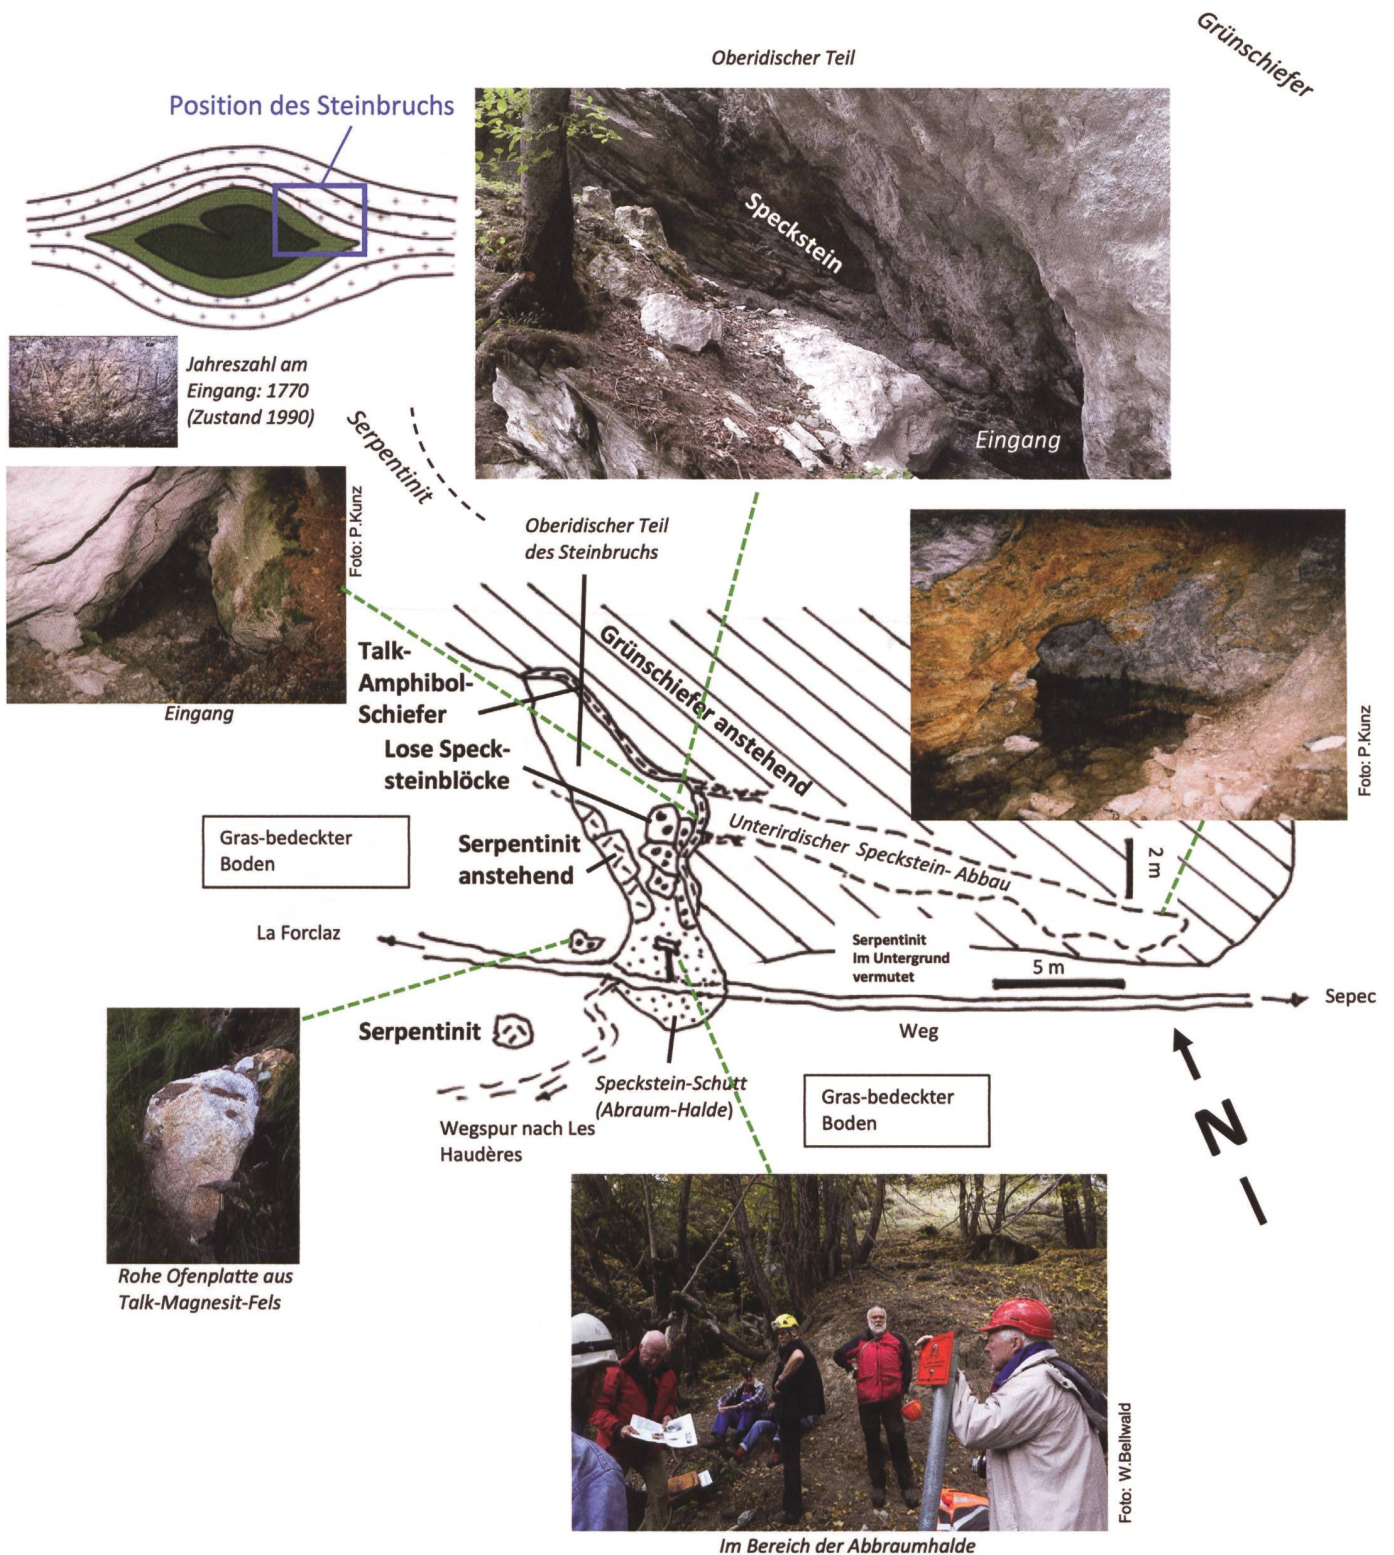 Grünschiefer
Oberidischer Teil
Position des Steinbruchs
Speckstein
Eingang
Jahreszahl am
Eingang: 1770
(Zustand 1990)
Serpentinit
Foto: P.Kunz
Eingang
Oberidischer Teil
des Steinbruchs
Grünschiefer anstehend
Talk-
Amphibol-
Schiefer
Lose Speck-
steinblöcke
Foto: P.Kunz
Unterirdischer Speckstein-Abbau
2 m
Gras-bedeckter
Boden
Serpentinit
anstehend
La Forclaz
Serpentinit
Im Untergrund
vermutet
5 m
Sepec
Weg
Serpentinit
Speckstein-Schutt
(Abraum-Halde)
Gras-bedeckter
Boden
Wegspur nach Les
Haudères
N
Rohe Ofenplatte aus
Talk-Magnesit-Fels
Foto: W.Bellwald
Im Bereich der Abbraumhalde